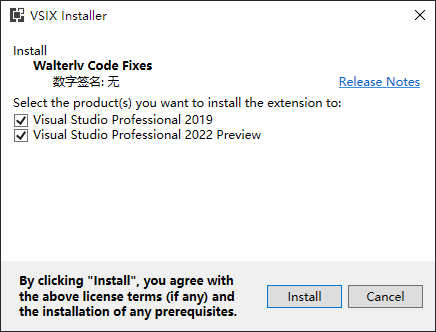 VSIX Installer
Install
Walterlv Code Fixes
数字签名: 无
Release Notes
Select the product(s) you want to install the extension to:
Visual Studio Professional 2019
Visual Studio Professional 2022 Preview
By clicking "Install", you agree with
the above license terms (if any) and
the installation of any prerequisites.
Install
Cancel